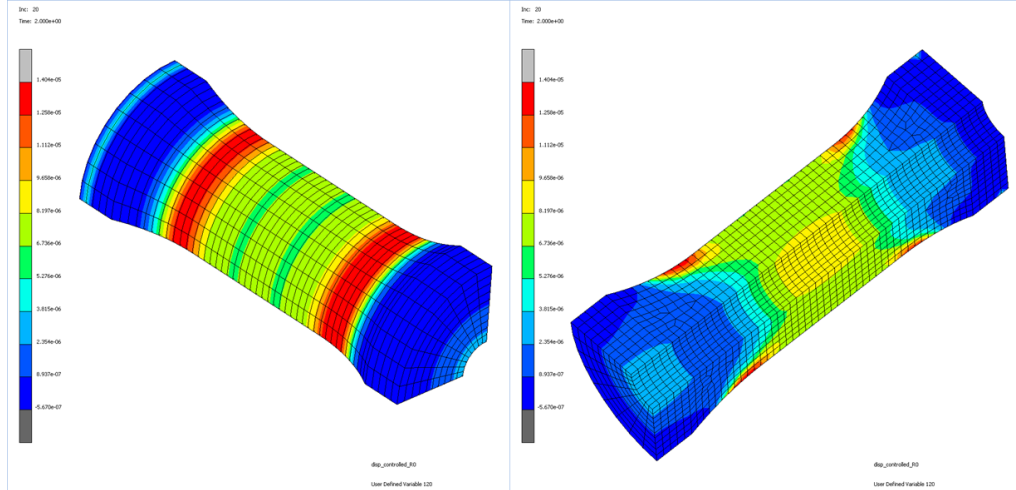 Inc: 20
Time: 2.000e+00
1.404e-05
1.258e-05
1.112e-05
9.658e-06
8.197e-06
6.736e-06
5.276e-06
3.815e-06
2.354e-06
8.937e-07
-5.670e-07
disp_controlled_R0
User Defined Variable 120
Inc: 20
Time: 2.000e+00
1.404e-05
1.258e-05
1.112e-05
9.658e-06
8.197e-06
6.736e-06
5.276e-06
3.815e-06
2.354e-06
8.937e-07
-5.670e-07
disp_controlled_R0
User Defined Variable 120